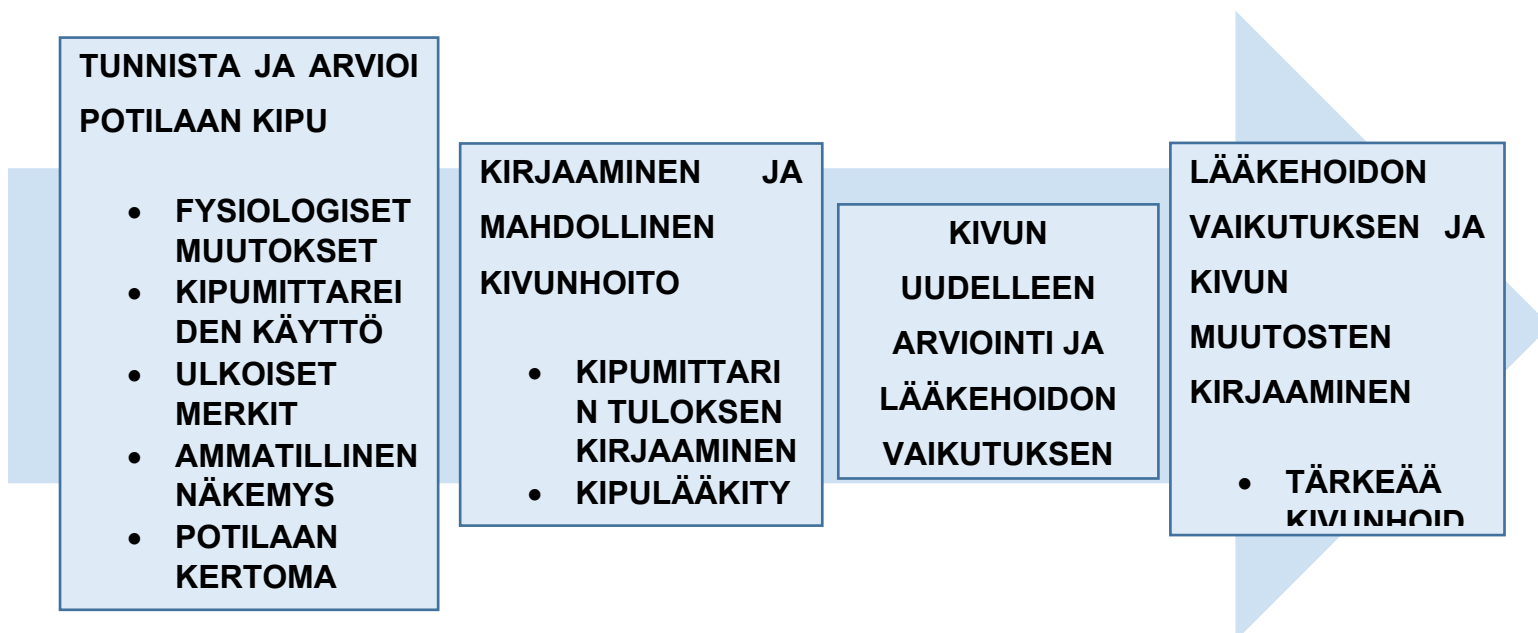 TUNNISTA JA ARVIOI
POTILAAN KIPU
• FYSIOLOGISET
MUUTOKSET
• KIPUMITTAREI
DEN KÄYTTÖ
• ULKOISET
MERKIT
• AMMATILLINEN
NÄKEMYS
• POTILAAN
KERTOMA
KIRJAAMINEN JA
MAHDOLLINEN
KIVUNHOITO
• KIPUMITTARI
N TULOKSEN
KIRJAAMINEN
• KIPULÄÄKITY
KIVUN
UUDELLEEN
ARVIOINTI JA
LÄÄKEHOIDON
VAIKUTUKSEN
LÄÄKEHOIDON
VAIKUTUKSEN JA
KIVUN
MUUTOSTEN
KIRJAAMINEN
• TÄRKEÄÄ
KIVUNHOID